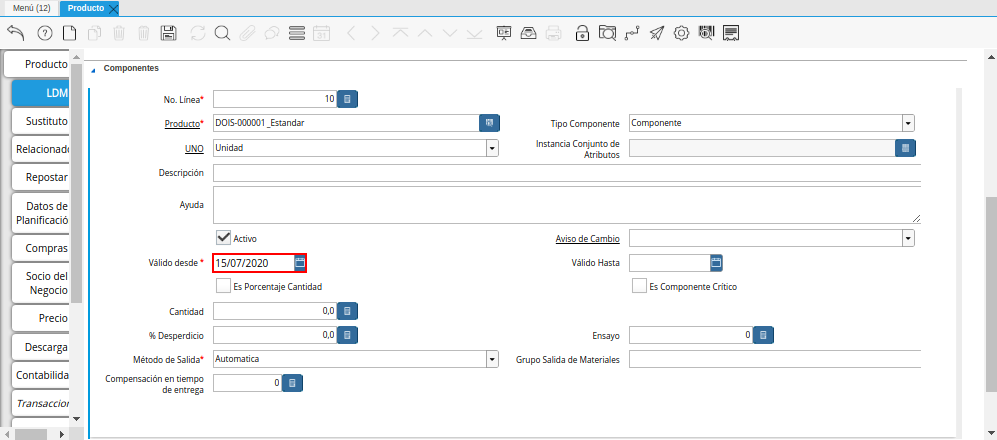 Menú (12)
Producto
Producto
LDM
Sustituto
Relacionado
Repostar
Datos de
Planificació
Compras
Socio del
Negocio
Precio
Descarga
Contabilida
Transaccion
Componentes
No. Línea* 10
Producto* DOIS-000001_Estandar
Tipo Componente Componente
UNO Unidad
Instancia Conjunto de
Atributos
Descripción
Ayuda
Activo
Aviso de Cambio
Válido desde * 15/07/2020
Válido Hasta
Es Porcentaje Cantidad
Es Componente Crítico
Cantidad 0,0
% Desperdicio 0,0
Ensayo 0
Método de Salida* Automatica
Grupo Salida de Materiales
Compensación en tiempo
de entrega 0